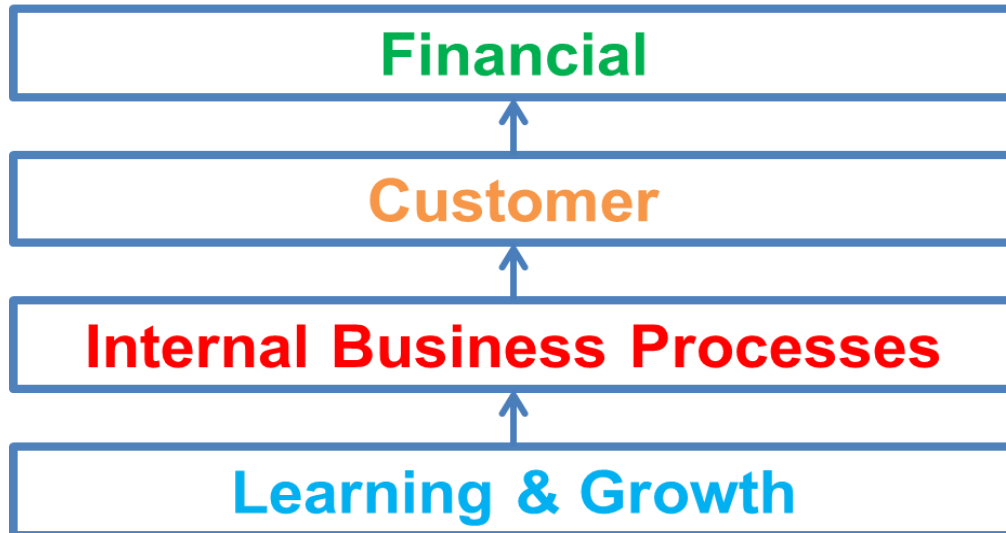 Financial
Customer
Internal Business Processes
Learning & Growth